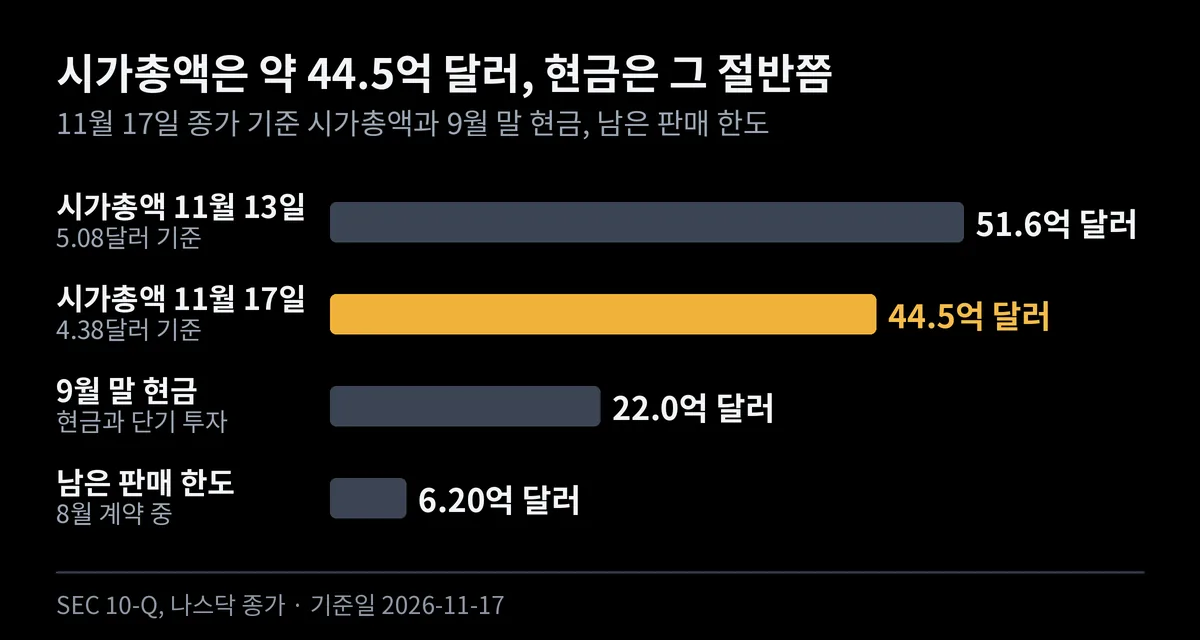 시가총액은 약 44.5억 달러, 현금은 그 절반쯤
11월 17일 종가 기준 시가총액과 9월 말 현금, 남은 판매 한도
시가총액 11월 13일
5.08달러 기준
51.6억 달러
시가총액 11월 17일
4.38달러 기준
44.5억 달러
9월 말 현금
현금과 단기 투자
22.0억 달러
남은 판매 한도
8월 계약 중
6.20억 달러
SEC 10-Q, 나스닥 종가 · 기준일 2026-11-17